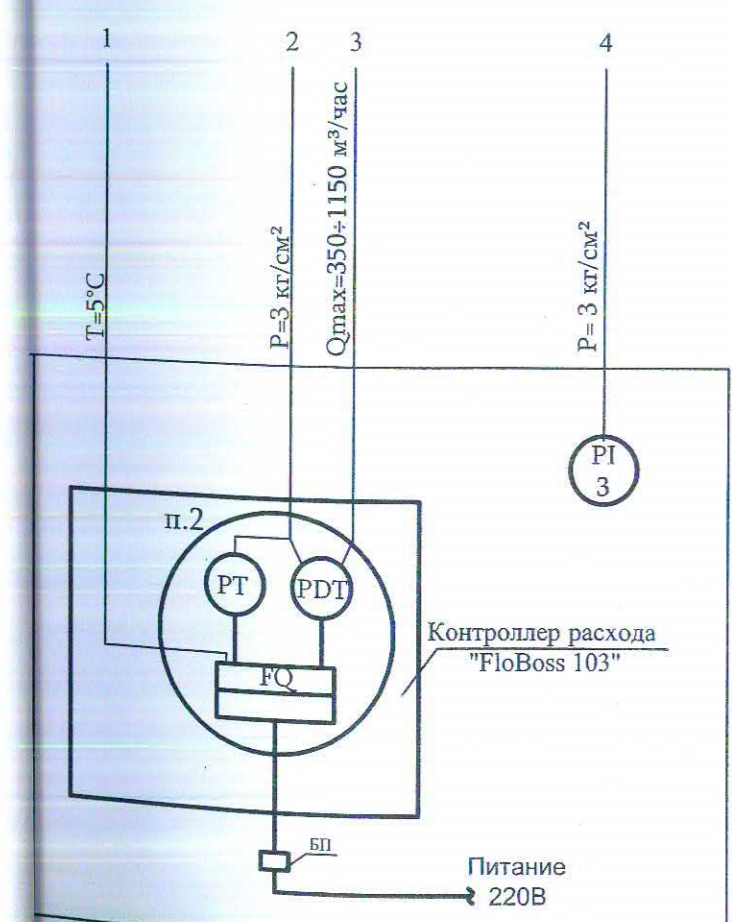 1
2
3
4
T=5°C
P=3 кг/см²
Qmax=350÷1150 м³/час
P= 3 кг/см²
PI
3
п.2
PT
PDT
FQ
Контроллер расхода
"FloBoss 103"
БП
Питание
220В